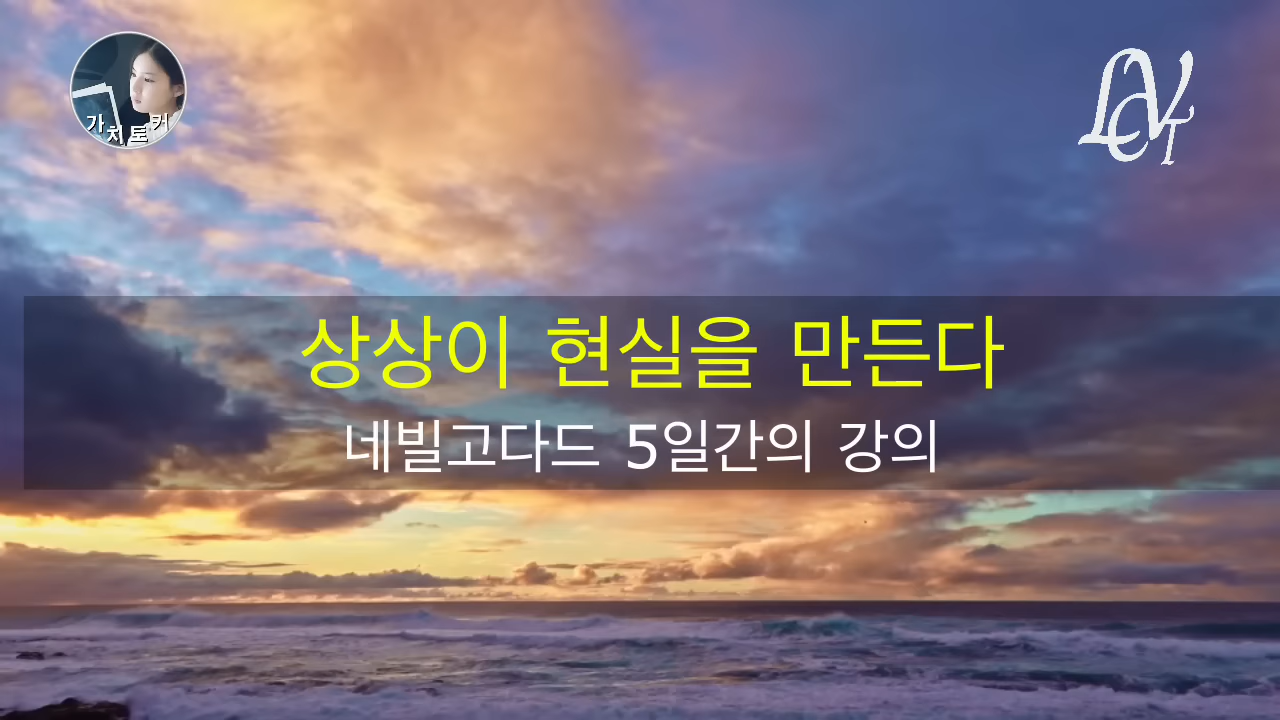 가치토커
상상이 현실을 만든다
네빌고다드 5일간의 강의